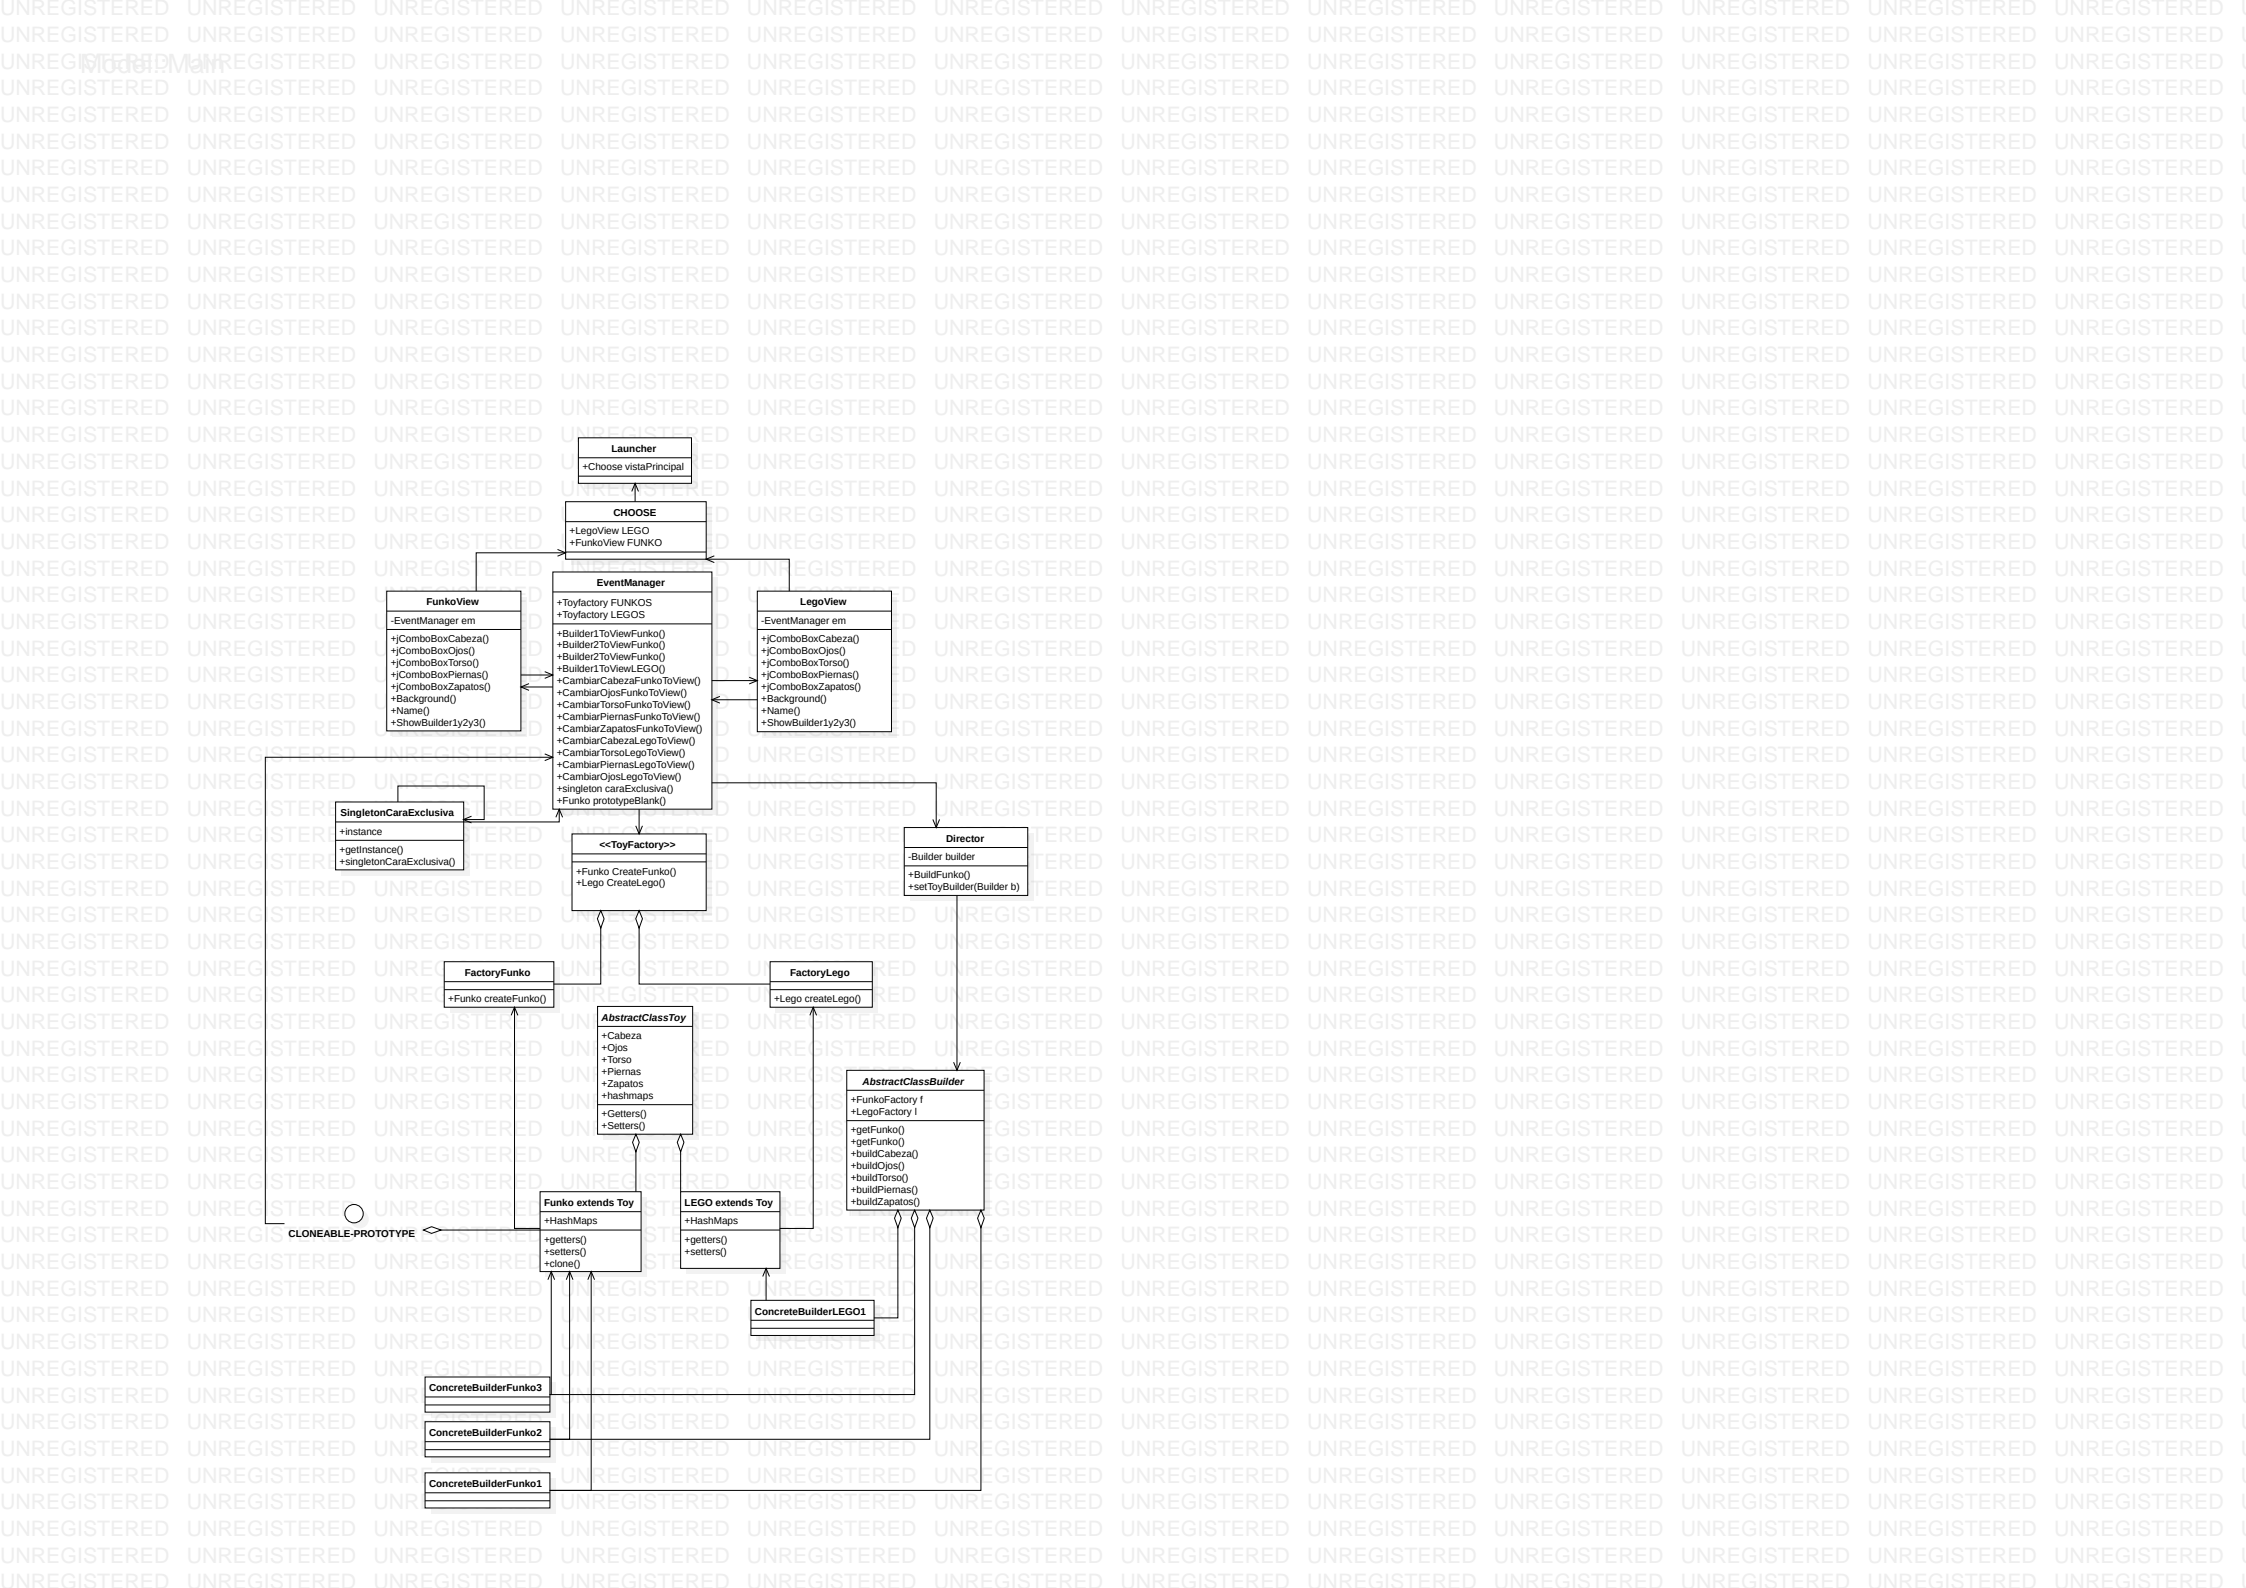 Model::Main
Launcher
+Choose vistaPrincipal
CHOOSE
+LegoView LEGO
+FunkoView FUNKO
EventManager
+Toyfactory FUNKOS
+Toyfactory LEGOS
+Builder1ToViewFunko()
+Builder2ToViewFunko()
+Builder2ToViewFunko()
+Builder1ToViewLEGO()
+CambiarCabezaFunkoToView()
+CambiarOjosFunkoToView()
+CambiarTorsoFunkoToView()
+CambiarPiernasFunkoToView()
+CambiarZapatosFunkoToView()
+CambiarCabezaLegoToView()
+CambiarTorsoLegoToView()
+CambiarPiernasLegoToView()
+CambiarOjosLegoToView()
+singleton caraExclusiva()
+Funko prototypeBlank()
FunkoView
-EventManager em
+jComboBoxCabeza()
+jComboBoxOjos()
+jComboBoxTorso()
+jComboBoxPiernas()
+jComboBoxZapatos()
+Background()
+Name()
+ShowBuilder1y2y3()
LegoView
-EventManager em
+jComboBoxCabeza()
+jComboBoxOjos()
+jComboBoxTorso()
+jComboBoxPiernas()
+jComboBoxZapatos()
+Background()
+Name()
+ShowBuilder1y2y3()
SingletonCaraExclusiva
+instance
+getInstance()
+singletonCaraExclusiva()
<<ToyFactory>>
+Funko CreateFunko()
+Lego CreateLego()
Director
-Builder builder
+BuildFunko()
+setToyBuilder(Builder b)
FactoryFunko
+Funko createFunko()
FactoryLego
+Lego createLego()
AbstractClassToy
+Cabeza
+Ojos
+Torso
+Piernas
+Zapatos
+hashmaps
+Getters()
+Setters()
AbstractClassBuilder
+FunkoFactory f
+LegoFactory l
+getFunko()
+getFunko()
+buildCabeza()
+buildOjos()
+buildTorso()
+buildPiernas()
+buildZapatos()
CLONEABLE-PROTOTYPE
Funko extends Toy
+HashMaps
+getters()
+setters()
+clone()
LEGO extends Toy
+HashMaps
+getters()
+setters()
ConcreteBuilderLEGO1
ConcreteBuilderFunko3
ConcreteBuilderFunko2
ConcreteBuilderFunko1
UNREGISTERED